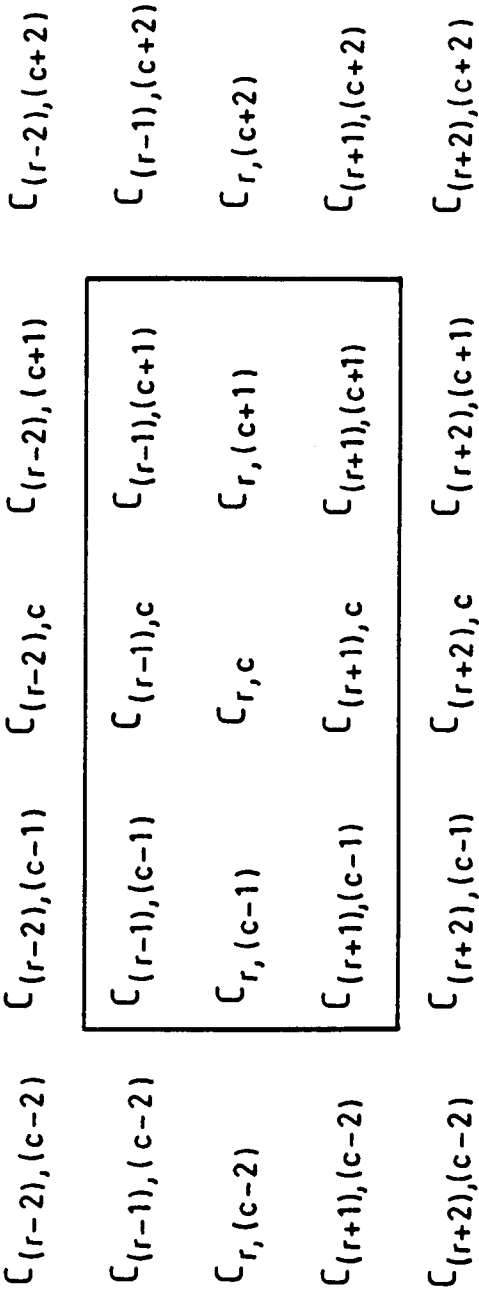 C(r-2),(c-2) C(r-2),(c-1) C(r-2),c C(r-2),(c+1) C(r-2),(c+2)
C(r-1),(c-2) C(r-1),(c-1) C(r-1),c C(r-1),(c+1) C(r-1),(c+2)
Cr,(c-2) Cr,(c-1) Cr,c Cr,(c+1) Cr,(c+2)
C(r+1),(c-2) C(r+1),(c-1) C(r+1),c C(r+1),(c+1) C(r+1),(c+2)
C(r+2),(c-2) C(r+2),(c-1) C(r+2),c C(r+2),(c+1) C(r+2),(c+2)